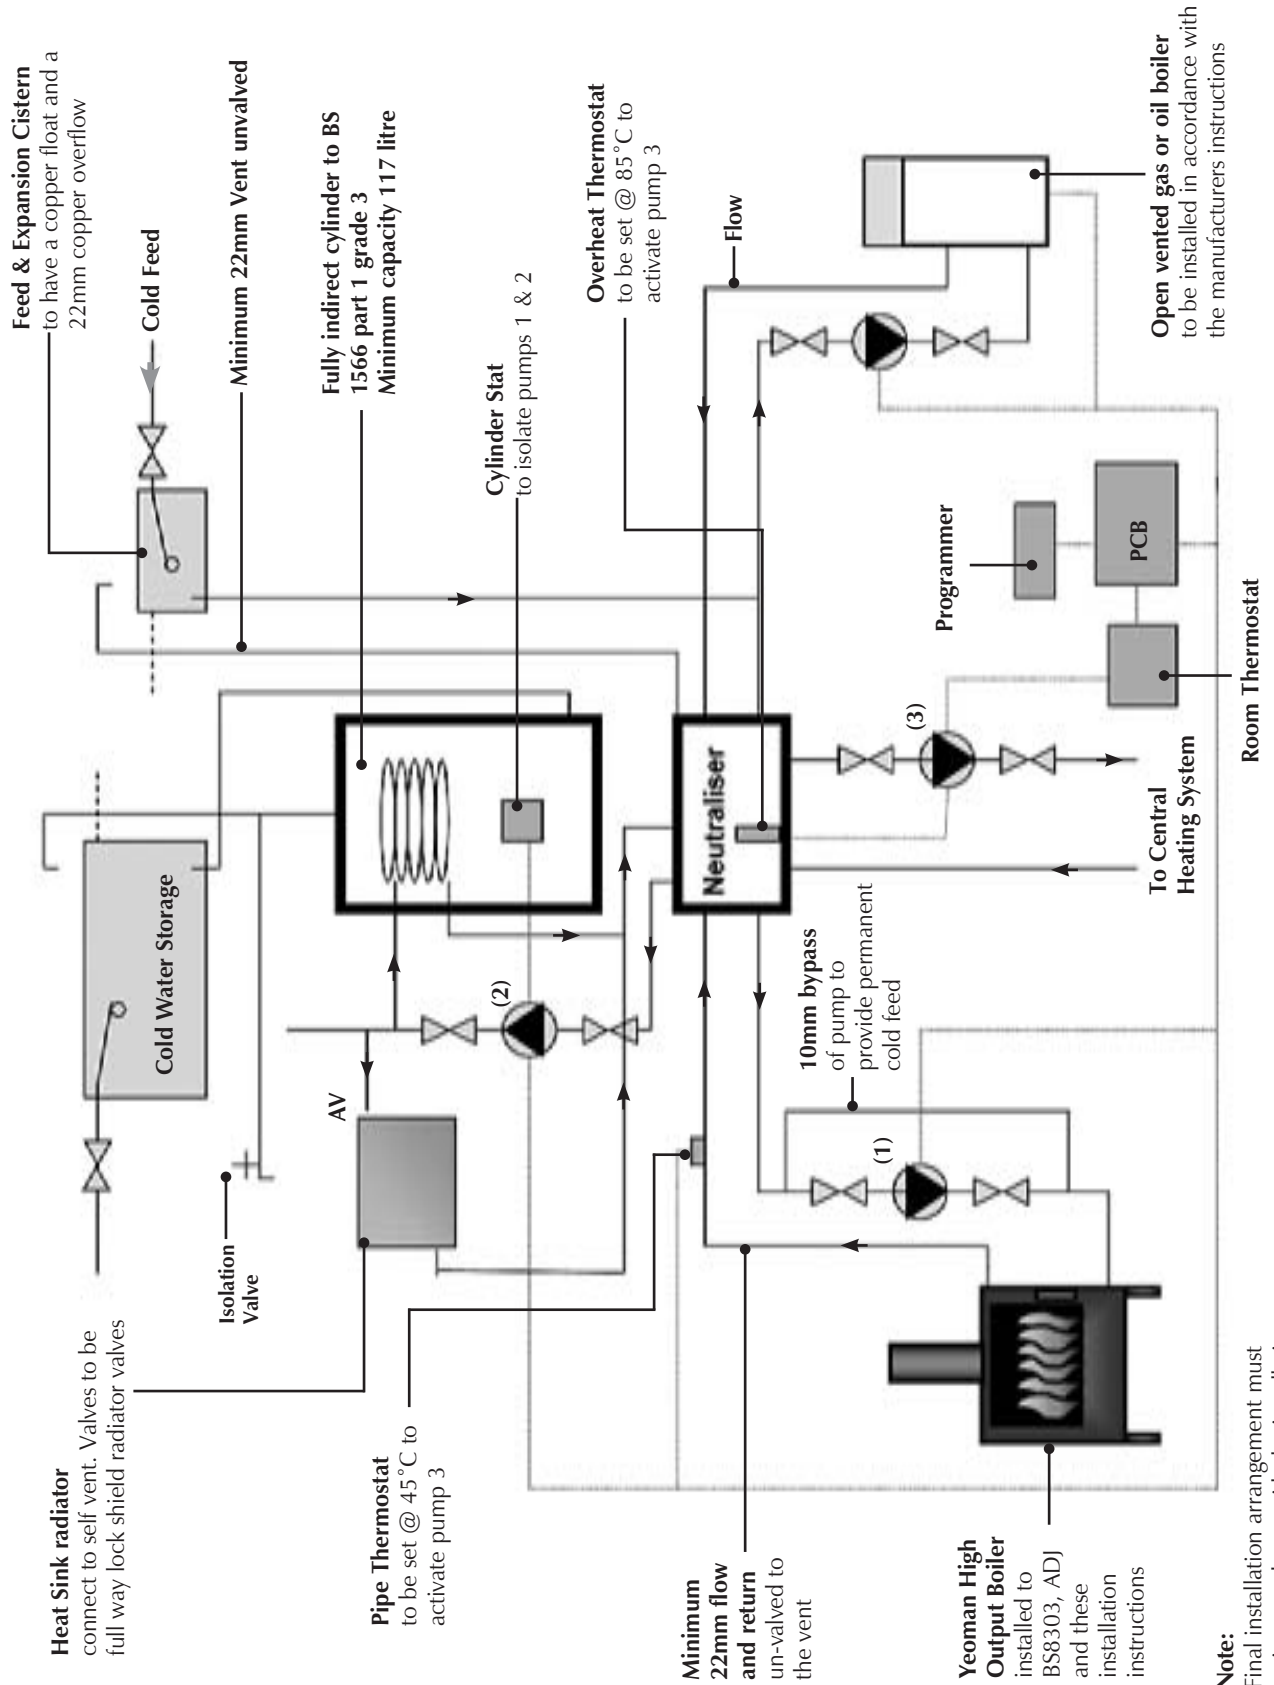 Feed & Expansion Cistern
to have a copper float and a
22mm copper overflow
Cold Feed
Minimum 22mm Vent unvalved
Fully indirect cylinder to BS
1566 part 1 grade 3
Minimum capacity 117 litre
Cylinder Stat
to isolate pumps 1 & 2
Overheat Thermostat
to be set @ 85°C to
activate pump 3
Flow
Open vented gas or oil boiler
to be installed in accordance with
the manufacturers instructions
Programmer
PCB
Room Thermostat
Cold Water Storage
Isolation
Valve
AV
(2)
Neutraliser
(3)
To Central
Heating System
10mm bypass
of pump to
provide permanent
cold feed
(1)
Heat Sink radiator
connect to self vent. Valves to be
full way lock shield radiator valves
Pipe Thermostat
to be set @ 45°C to
activate pump 3
Minimum
22mm flow
and return
un-valved to
the vent
Yeoman High
Output Boiler
installed to
BS8303, ADJ
and these
installation
instructions
Note:
Final installation arrangement must